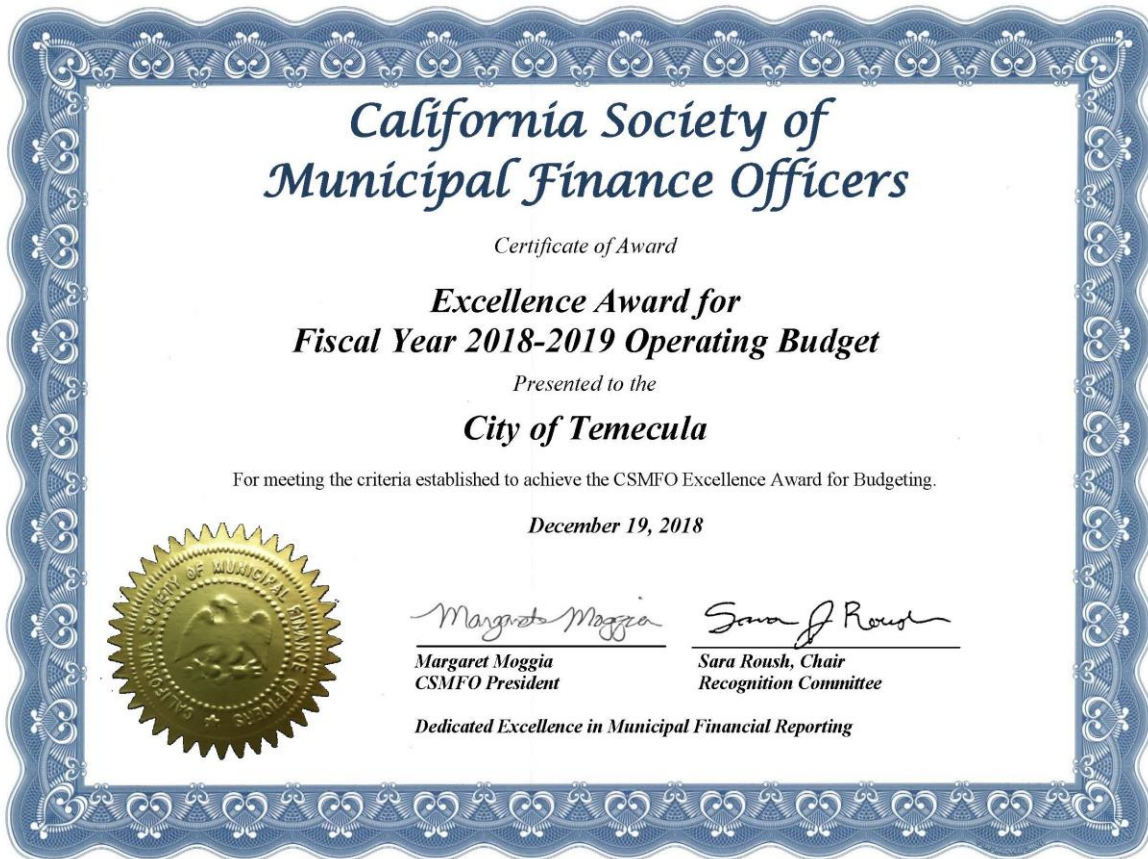 California Society of
Municipal Finance Officers
Certificate of Award
Excellence Award for
Fiscal Year 2018-2019 Operating Budget
Presented to the
City of Temecula
For meeting the criteria established to achieve the CSMFO Excellence Award for Budgeting.
December 19, 2018
CALIFORNIA SOCIETY OF MUNICIPAL FINANCE OFFICERS
Margaret Moggia
Sara J Roush
Margaret Moggia
CSMFO President
Sara Roush, Chair
Recognition Committee
Dedicated Excellence in Municipal Financial Reporting